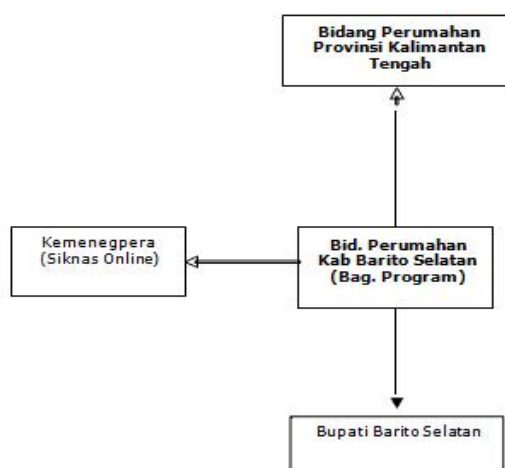 Bidang Perumahan
Provinsi Kalimantan
Tengah
Kemenegpera
(Siknas Online)
Bid. Perumahan
Kab Barito Selatan
(Bag. Program)
Bupati Barito Selatan